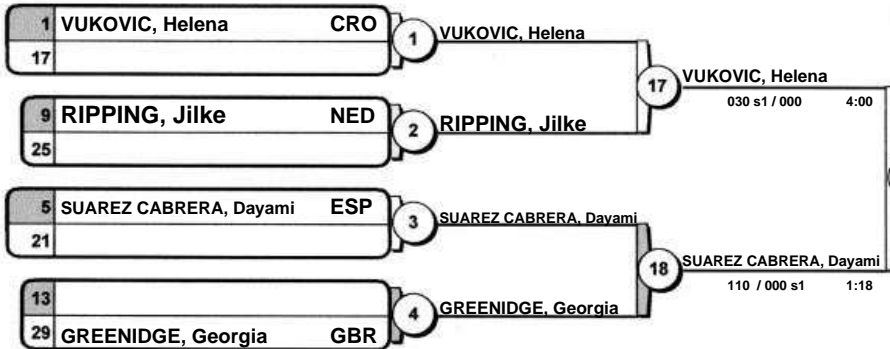 1 VUKOVIC, Helena CRO
17
1 VUKOVIC, Helena
9 RIPPING, Jilke NED
25
2 RIPPING, Jilke
17 VUKOVIC, Helena
030 s1 / 000 4:00
5 SUAREZ CABRERA, Dayami ESP
21
3 SUAREZ CABRERA, Dayami
13
29 GREENIDGE, Georgia GBR
4 GREENIDGE, Georgia
18 SUAREZ CABRERA, Dayami
110 / 000 s1 1:18